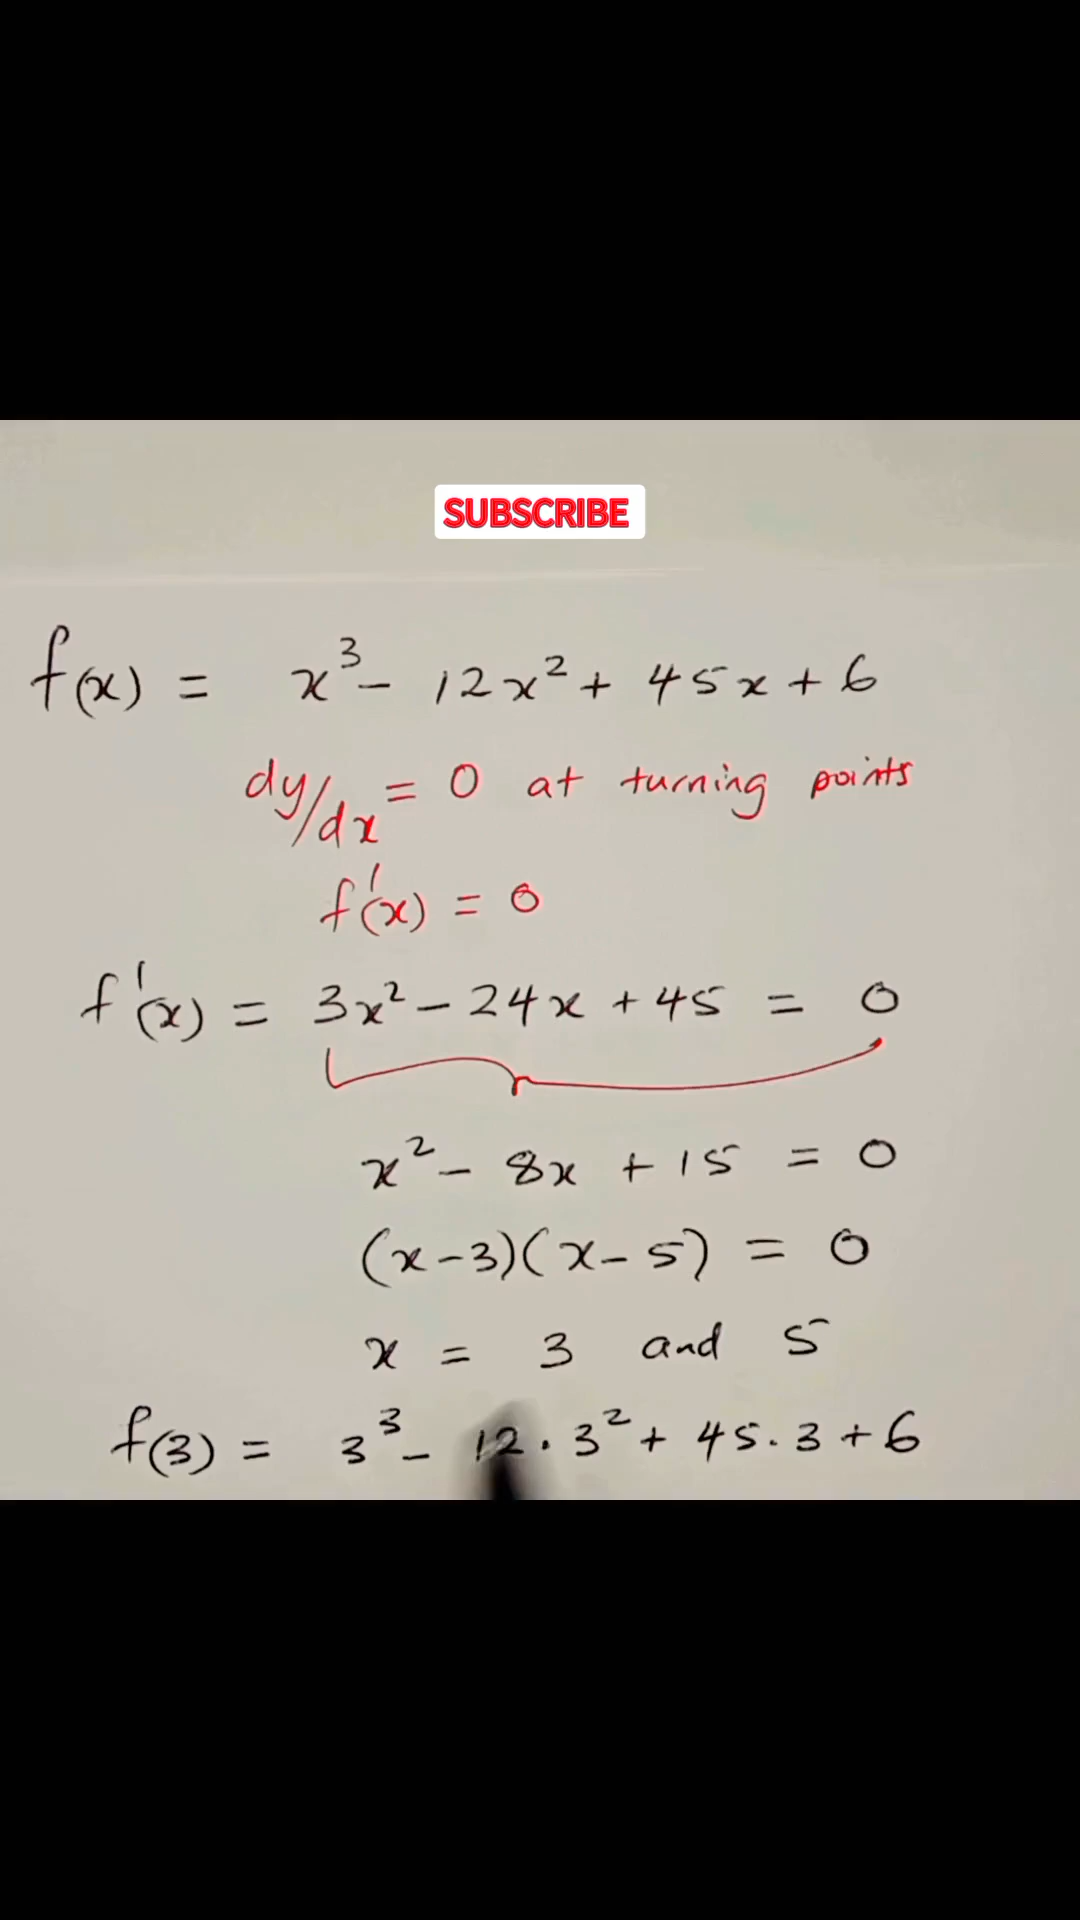 SUBSCRIBE
f(x) = x³ - 12x² + 45x + 6
dy/dx = 0 at turning points
f'(x) = 0
f'(x) = 3x² - 24x + 45 = 0
x² - 8x + 15 = 0
(x-3)(x-5) = 0
x = 3 and 5
f(3) = 3³ - 12·3² + 45·3 + 6